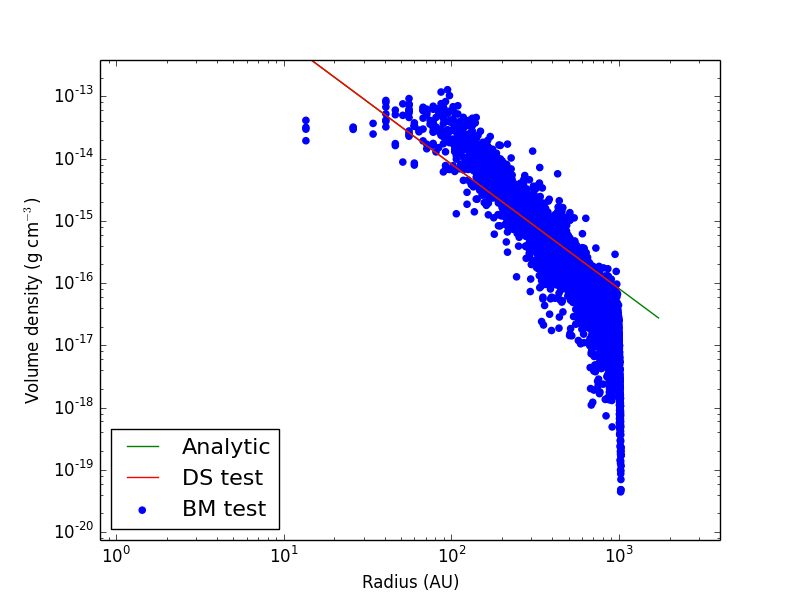 10⁻¹³
10⁻¹⁴
10⁻¹⁵
10⁻¹⁶
10⁻¹⁷
10⁻¹⁸
10⁻¹⁹
10⁻²⁰
Volume density (g cm⁻³)
Analytic
DS test
BM test
10⁰ 10¹ 10² 10³
Radius (AU)